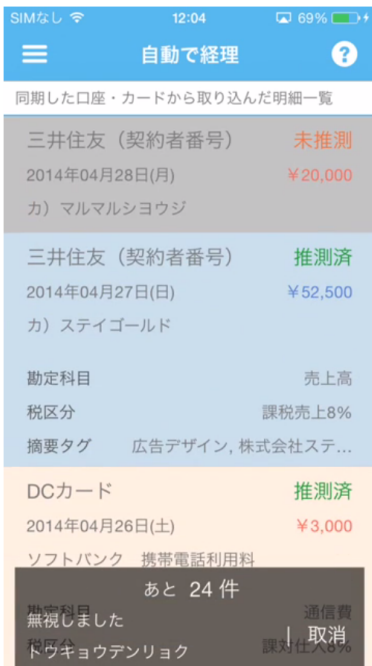 SIMなし 12:04 69%
自動で経理 ?
同期した口座・カードから取り込んだ明細一覧
三井住友（契約者番号） 未推測
2014年04月28日(月) ￥20,000
カ）マルマルシヨウジ
三井住友（契約者番号） 推測済
2014年04月27日(日) ￥52,500
カ）ステイゴールド
勘定科目 売上高
税区分 課税売上8%
摘要タグ 広告デザイン, 株式会社ステ...
DCカード 推測済
2014年04月26日(土) ￥3,000
ソフトバンク 携帯電話利用料
あと 24 件
勘定科目 通信費
無視しました
トウキョウデンリョク | 取消
税区分 課対仕入8%